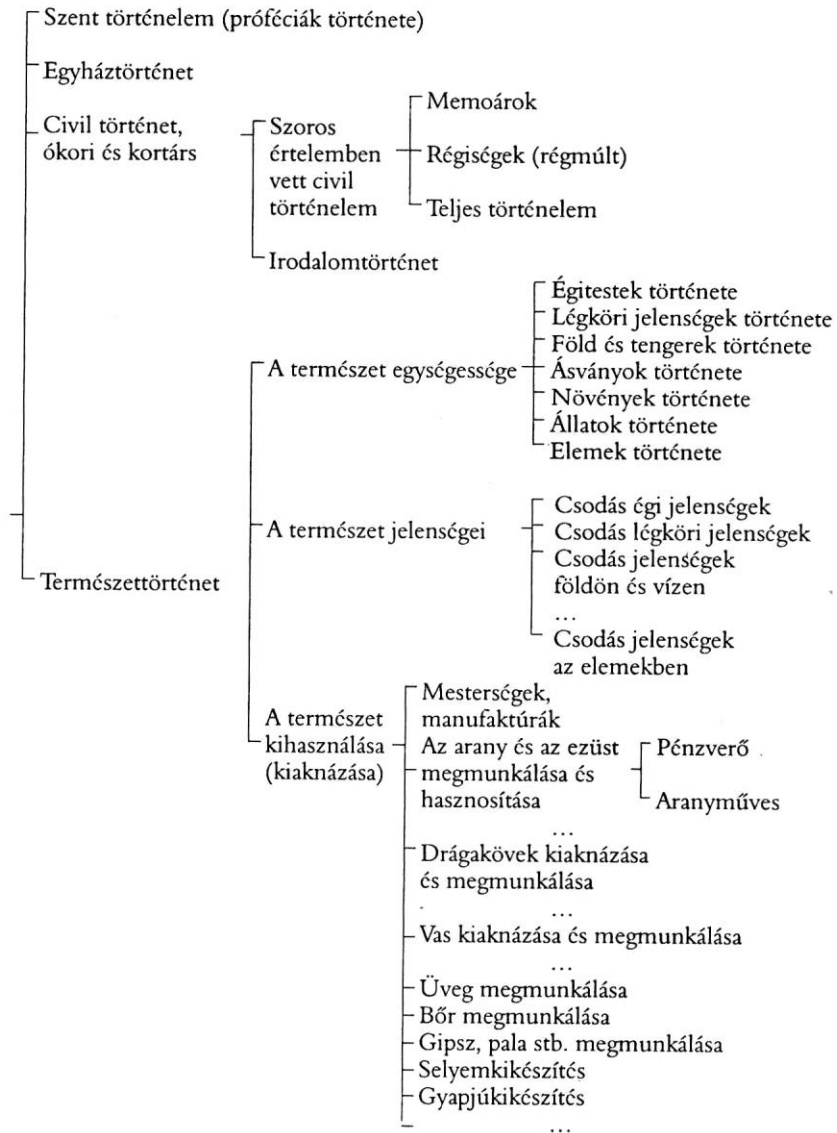 Szent történelem (próféciák története)
Egyháztörténet
Civil történet,
ókori és kortárs
Szoros
értelemben
vett civil
történelem
Memoárok
Régiségek (régmúlt)
Teljes történelem
Irodalomtörténet
A természet egységessége
Égitestek története
Légköri jelenségek története
Föld és tengerek története
Ásványok története
Növények története
Állatok története
Elemek története
Természettörténet
A természet jelenségei
Csodás égi jelenségek
Csodás légköri jelenségek
Csodás jelenségek
földön és vízen
...
Csodás jelenségek
az elemekben
A természet
kihasználása
(kiaknázása)
Mesterségek,
manufaktúrák
Az arany és az ezüst
megmunkálása és
hasznosítása
Pénzverő
Aranyműves
...
Drágakövek kiaknázása
és megmunkálása
...
Vas kiaknázása és megmunkálása
...
Üveg megmunkálása
Bőr megmunkálása
Gipsz, pala stb. megmunkálása
Selyemkikészítés
Gyapjúkikészítés
...